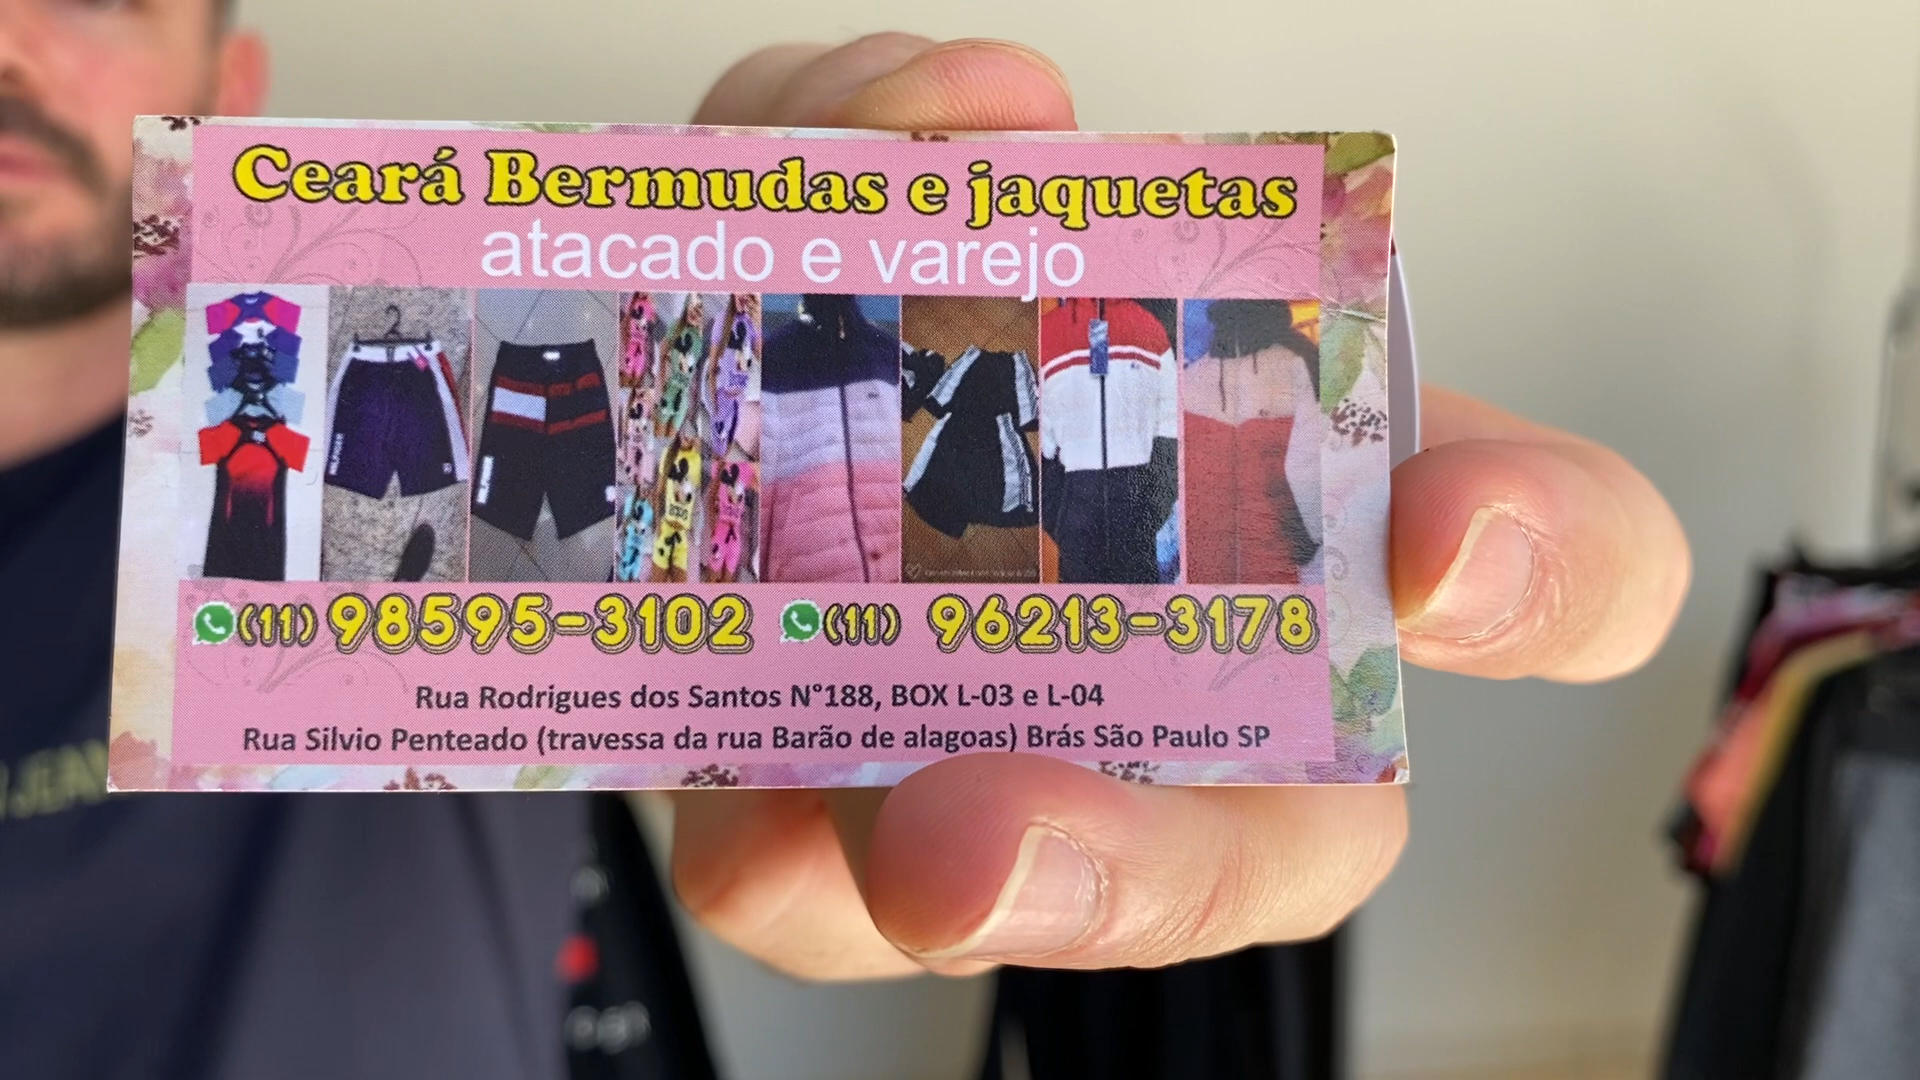 Ceará Bermudas e jaquetas
atacado e varejo
(11) 98595-3102 (11) 96213-3178
Rua Rodrigues dos Santos N°188, BOX L-03 e L-04
Rua Silvio Penteado (travessa da rua Barão de alagoas) Brás São Paulo SP